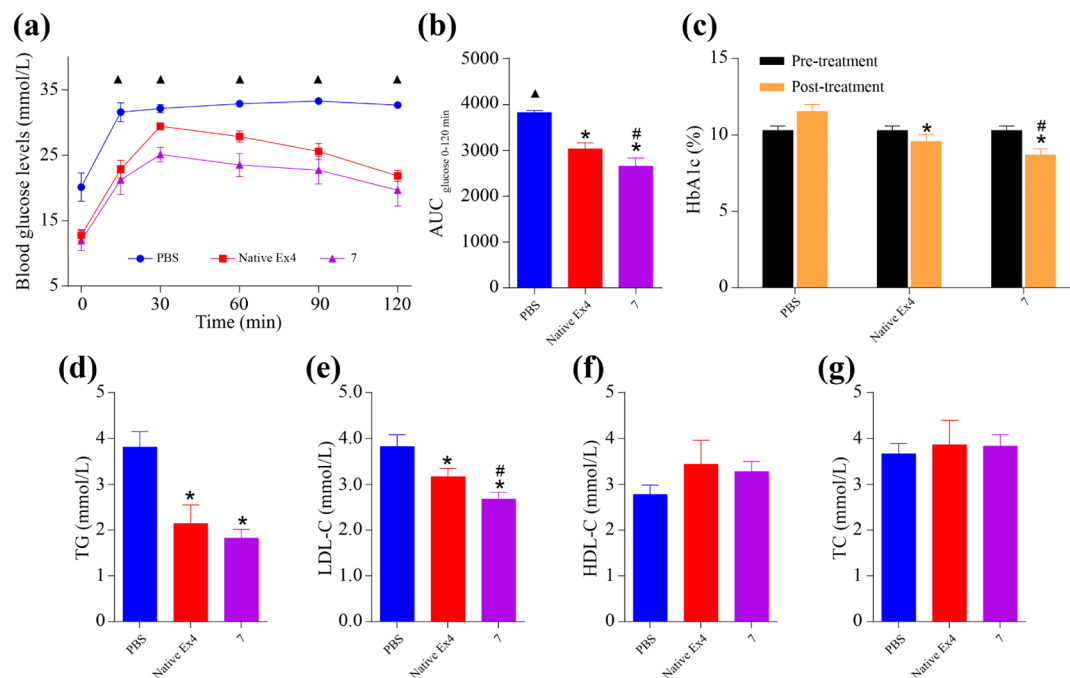 (a)
Blood glucose levels (mmol/L)
35
25
15
5
▲ ▲ ▲ ▲ ▲
PBS Native Ex4 7
0 30 60 90 120
Time (min)
(b)
AUC glucose 0-120 min
5000
4000
3000
2000
1000
0
▲
*
#
*
PBS
Native Ex4
7
(c)
HbA1c (%)
15
10
5
0
Pre-treatment
Post-treatment
*
#
*
PBS
Native Ex4
7
(d)
TG (mmol/L)
5
4
3
2
1
0
*
*
PBS
Native Ex4
7
(e)
LDL-C (mmol/L)
5.0
4.0
3.0
2.0
1.0
0.0
*
#
*
PBS
Native Ex4
7
(f)
HDL-C (mmol/L)
5
4
3
2
1
0
PBS
Native Ex4
7
(g)
TC (mmol/L)
5
4
3
2
1
0
PBS
Native Ex4
7